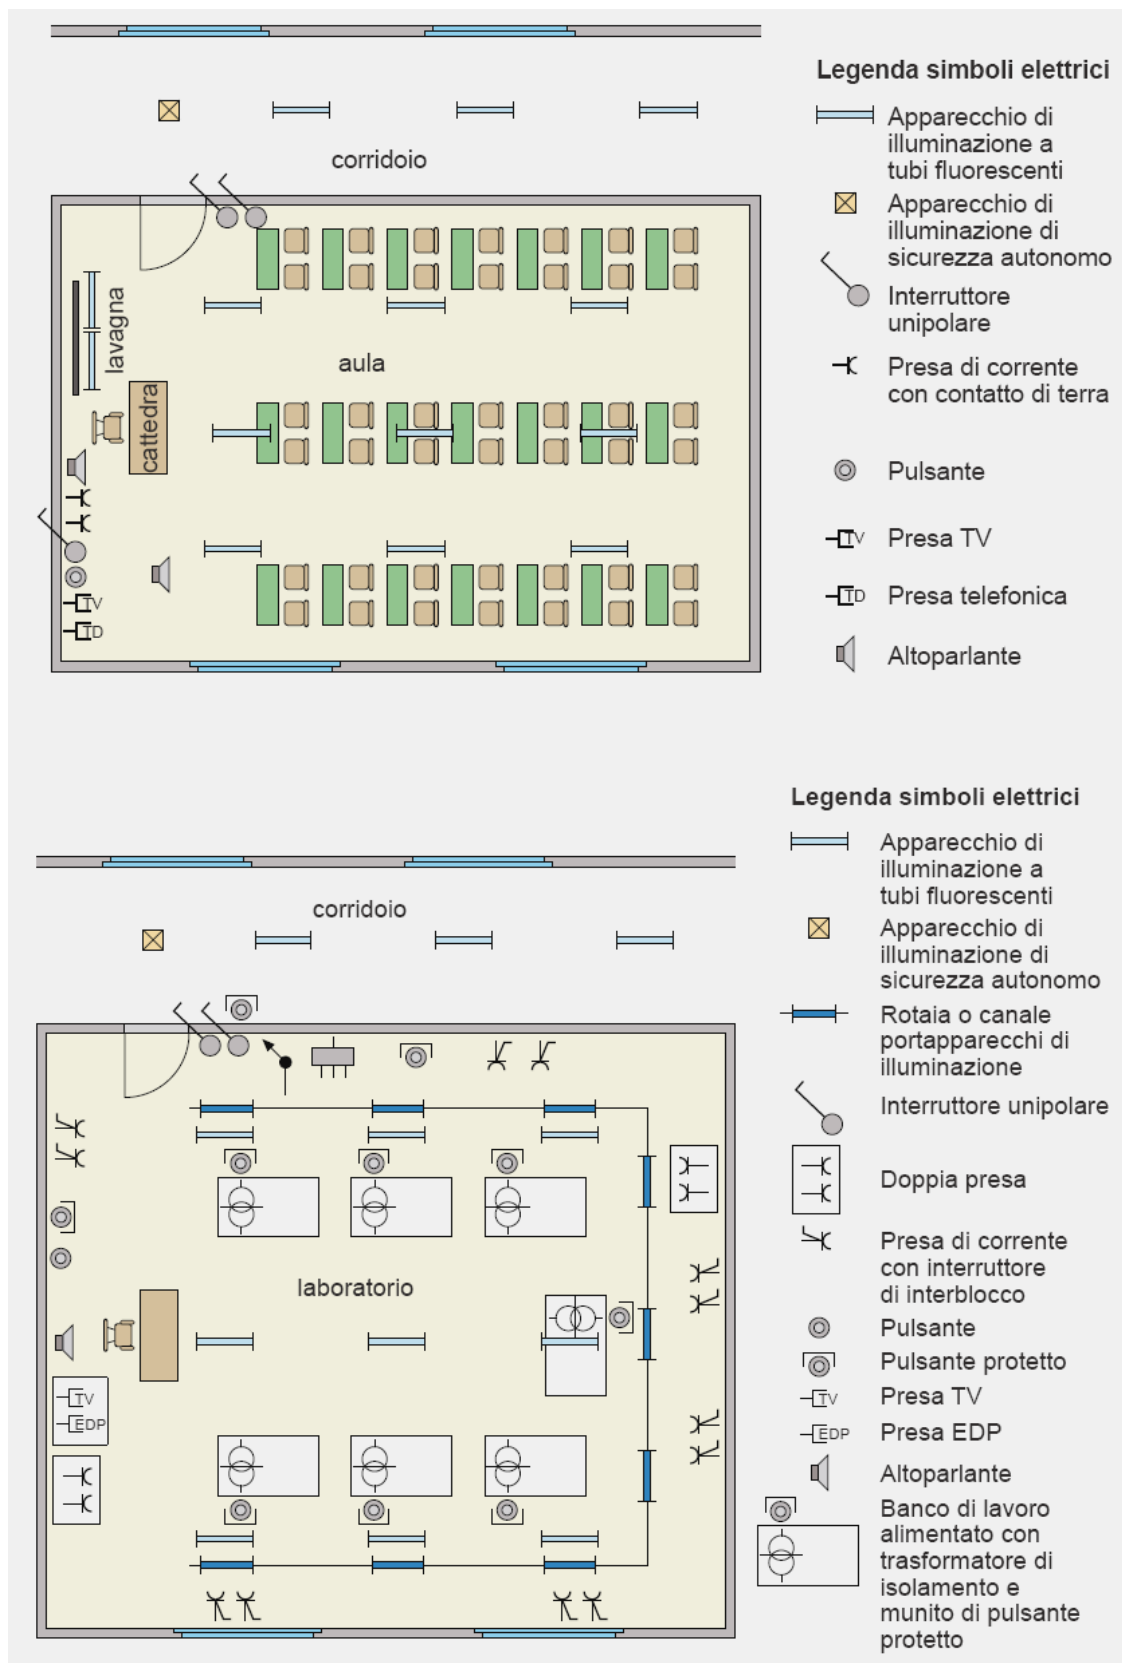 Legenda simboli elettrici
Apparecchio di
illuminazione a
tubi fluorescenti
Apparecchio di
illuminazione di
sicurezza autonomo
Interruttore
unipolare
Presa di corrente
con contatto di terra
Pulsante
TV Presa TV
TD Presa telefonica
Altoparlante
corridoio
lavagna
aula
cattedra
TV
TD
Legenda simboli elettrici
Apparecchio di
illuminazione a
tubi fluorescenti
Apparecchio di
illuminazione di
sicurezza autonomo
Rotaia o canale
portapparecchi di
illuminazione
Interruttore unipolare
Doppia presa
Presa di corrente
con interruttore
di interblocco
Pulsante
Pulsante protetto
TV Presa TV
EDP Presa EDP
Altoparlante
Banco di lavoro
alimentato con
trasformatore di
isolamento e
munito di pulsante
protetto
corridoio
laboratorio
TV
EDP